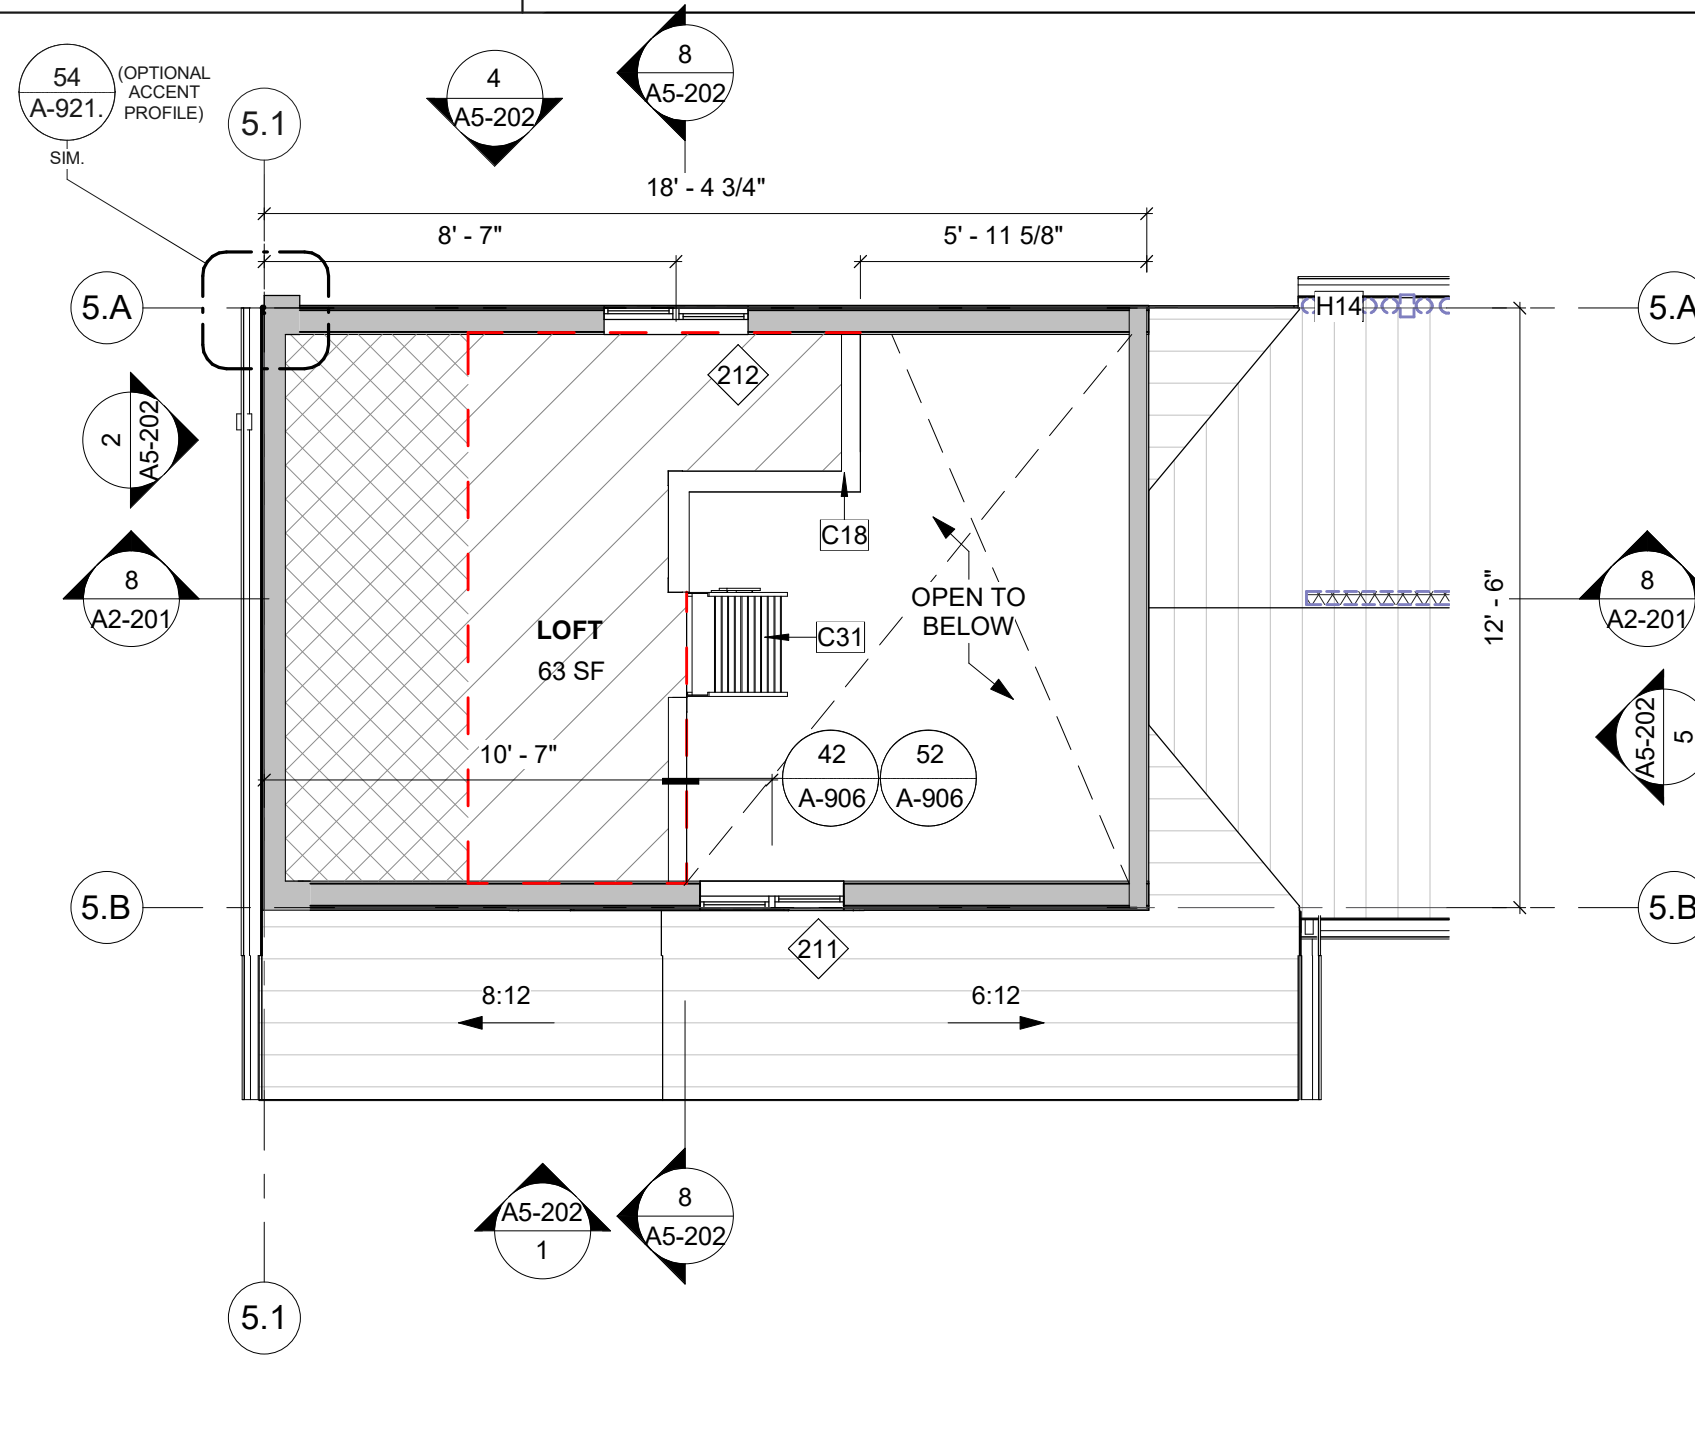 54
A-921.
(OPTIONAL
ACCENT
PROFILE)
SIM.
5.1
4
A5-202
8
A5-202
18' - 4 3/4"
8' - 7"
5' - 11 5/8"
5.A
H14
5.A
212
2
A5-202
C18
8
A2-201
OPEN TO
BELOW
12' - 6"
8
A2-201
LOFT
63 SF
C31
A5-202
5
10' - 7"
42
A-906
52
A-906
5.B
5.B
211
8:12
6:12
A5-202
1
8
A5-202
5.1